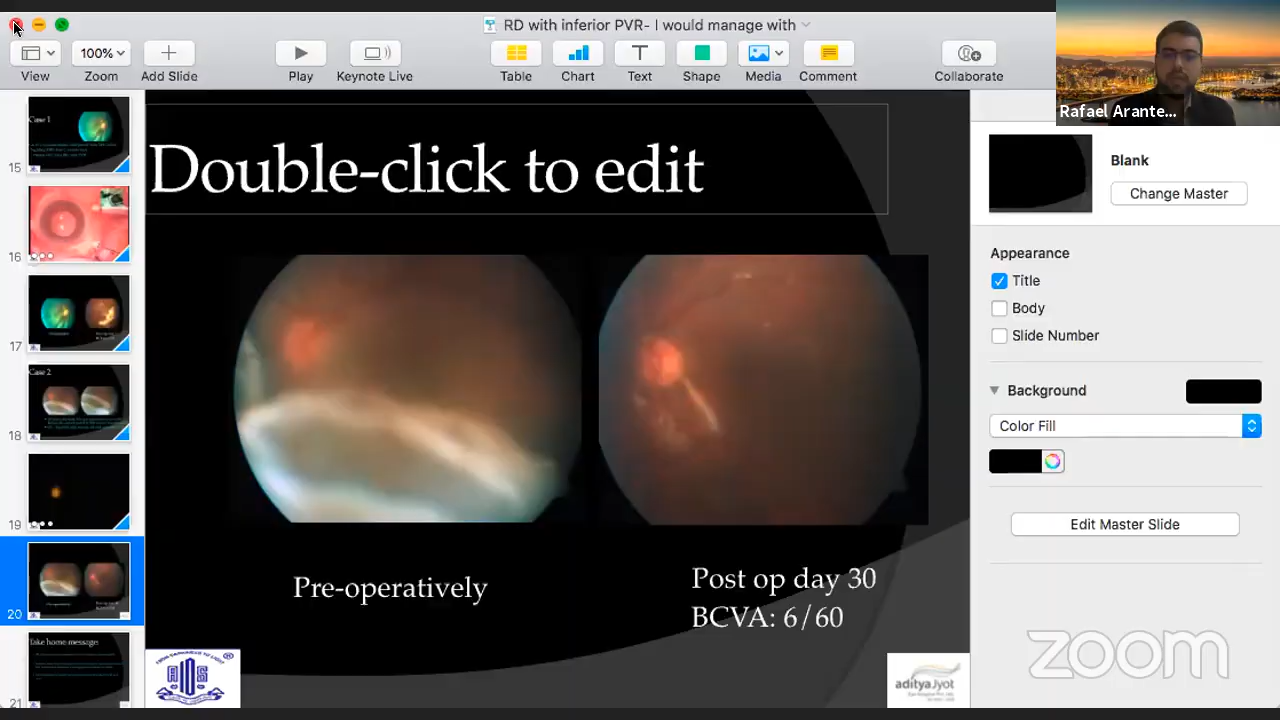 RD with inferior PVR- I would manage with
View
100%
Zoom
Add Slide
Play
Keynote Live
Table
Chart
Text
Shape
Media
Comment
Collaborate
Rafael Arante...
Case 1
15
16
17
Case 2
18
19
20
Take home message:
21
Double-click to edit
Pre-operatively
Post op day 30
BCVA: 6/60
aditya jyot
Blank
Change Master
Appearance
Title
Body
Slide Number
Background
Color Fill
Edit Master Slide
zoom